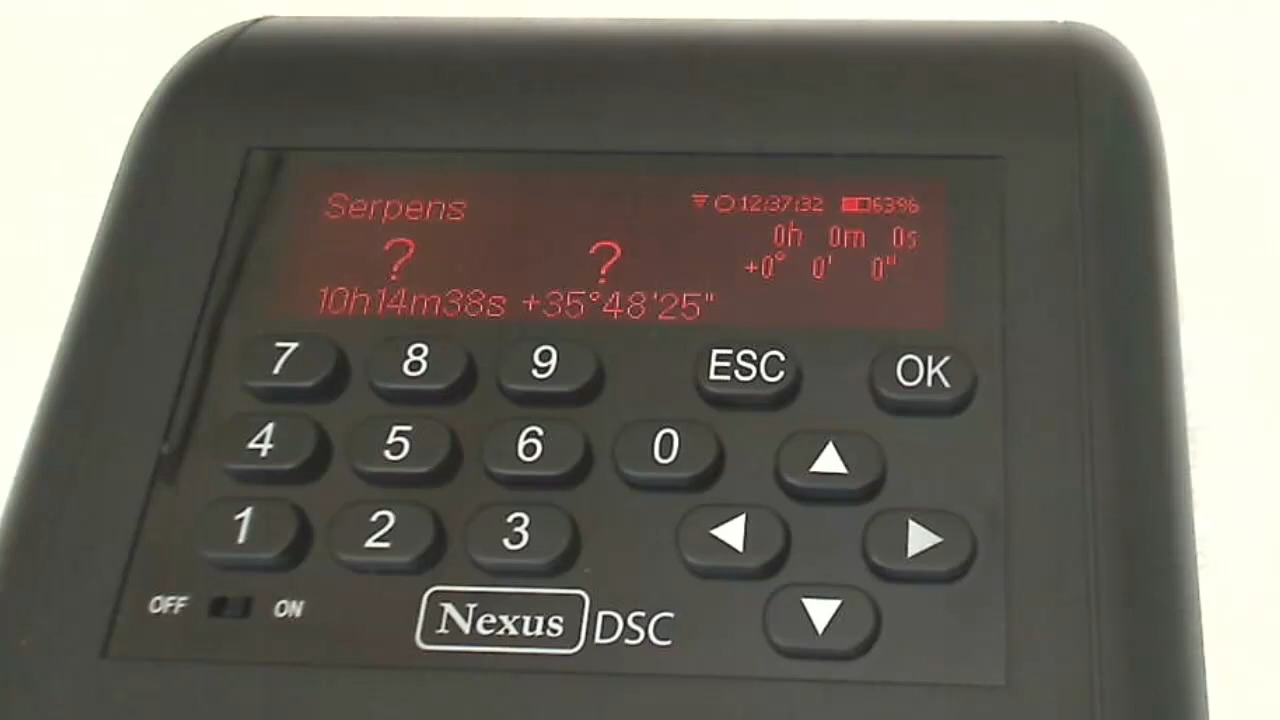 Serpens 12:37:32 63%
? ? 0h 0m 0s
+0° 0' 0"
10h14m38s +35°48'25"
7 8 9 ESC OK
4 5 6 0
1 2 3
OFF ON
Nexus DSC